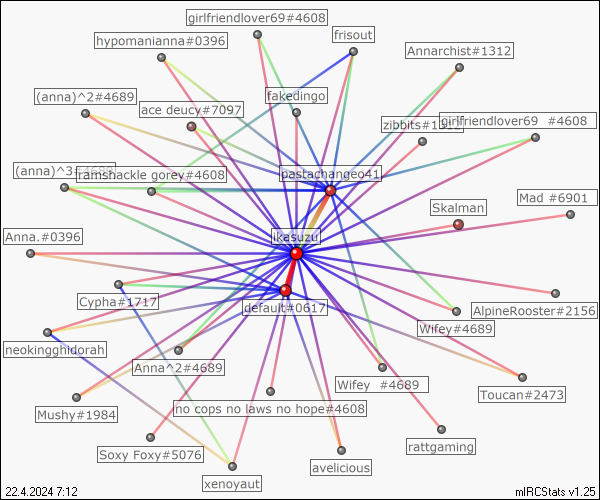 girlfriendlover69#4608
hypomanianna#0396
frisout
Annarchist#1312
(anna)^2#4689
fakedingo
ace deucy#7097
zibbits#1312
girlfriendlover69 #4608
(anna)^3#4689
ramshackle gorey#4608
pastachangeo41
Mad #6901
Skalman
Anna.#0396
ikasuzu
Cypha#1717
default#0617
AlpineRooster#2156
Wifey#4689
neokingghidorah
Anna^2#4689
Wifey #4689
Toucan#2473
Mushy#1984
no cops no laws no hope#4608
Soxy Foxy#5076
rattgaming
avelicious
xenoyaut
22.4.2024 7:12
mIRCStats v1.25